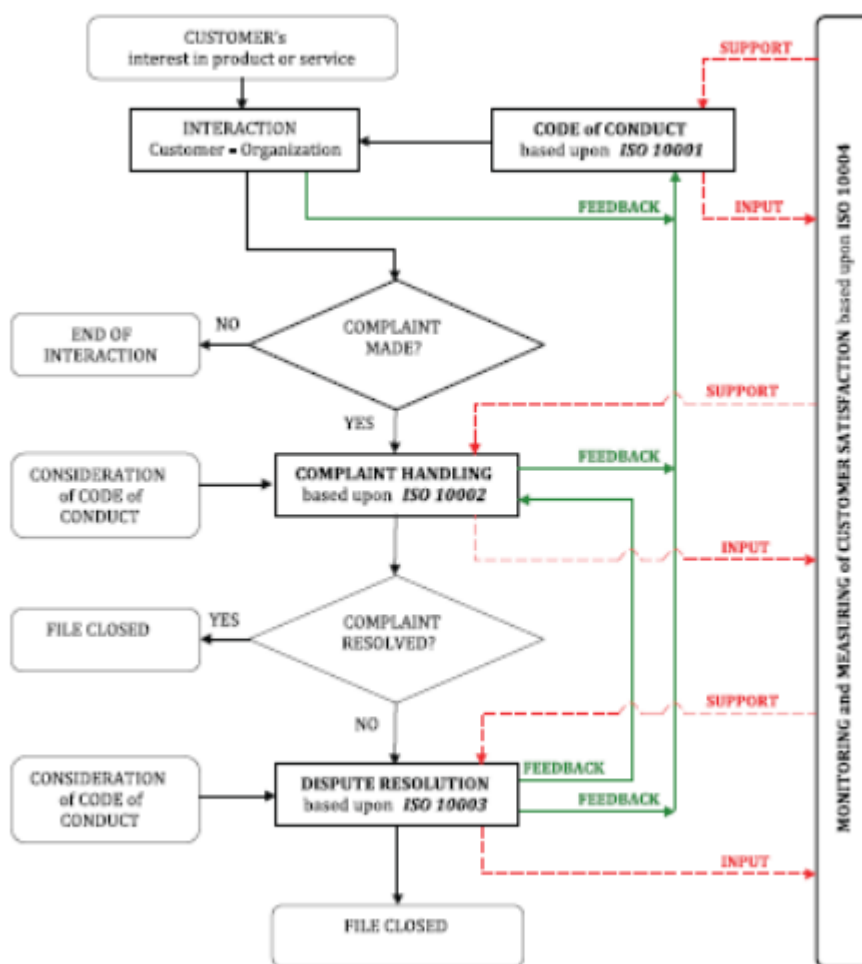 CUSTOMER's
interest in product or service
SUPPORT
INTERACTION
Customer = Organization
CODE of CONDUCT
based upon ISO 10001
FEEDBACK
INPUT
COMPLAINT
MADE?
NO
END OF
INTERACTION
YES
SUPPORT
CONSIDERATION
of CODE of
CONDUCT
COMPLAINT HANDLING
based upon ISO 10002
FEEDBACK
INPUT
COMPLAINT
RESOLVED?
YES
FILE CLOSED
NO
SUPPORT
CONSIDERATION
of CODE of
CONDUCT
DISPUTE RESOLUTION
based upon ISO 10003
FEEDBACK
FEEDBACK
INPUT
FILE CLOSED
MONITORING and MEASURING of CUSTOMER SATISFACTION based upon ISO 10004